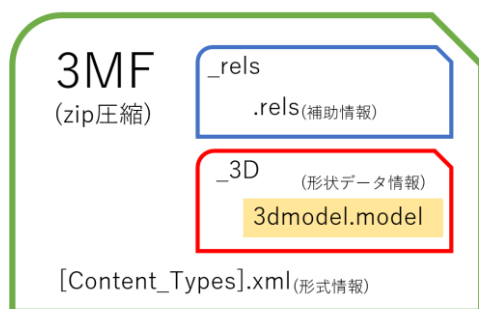 3MF
(zip圧縮)
_rels
.rels(補助情報)
_3D
(形状データ情報)
3dmodel.model
[Content_Types].xml(形式情報)